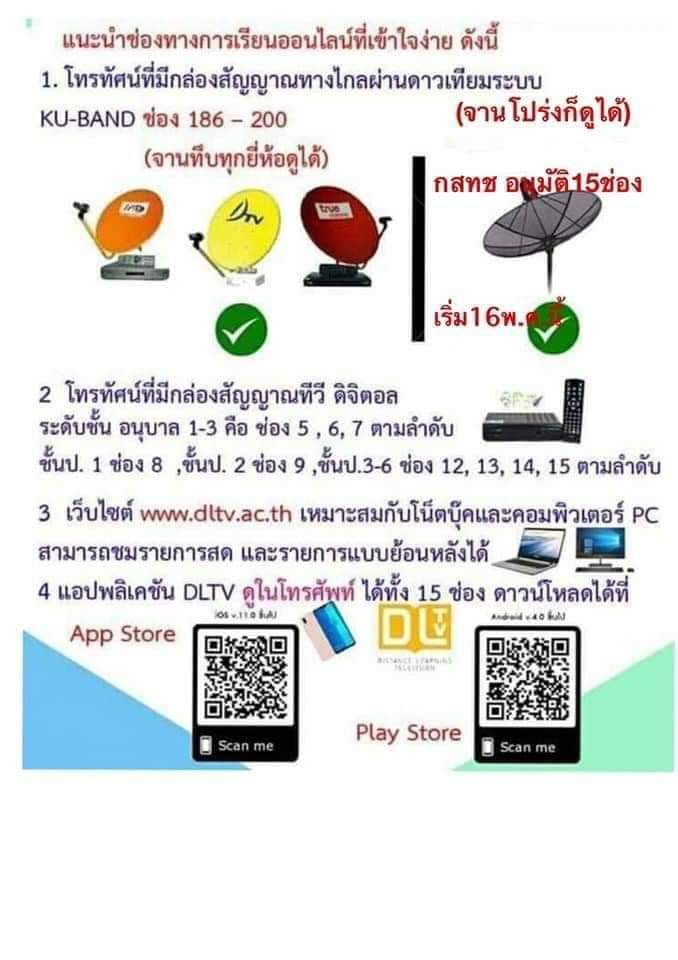 แนะนำช่องทางการเรียนออนไลน์ที่เข้าใจง่าย ดังนี้
1. โทรทัศน์ที่มีกล่องสัญญาณทางไกลผ่านดาวเทียมระบบ
KU-BAND ช่อง 186 – 200
(จานโปร่งก็ดูได้)
(จานทึบทุกยี่ห้อดูได้)
กสทช อนุมัติ15ช่อง
DTV
true
เริ่ม16พ.ค.นี้
2 โทรทัศน์ที่มีกล่องสัญญาณทีวี ดิจิตอล
ระดับชั้น อนุบาล 1-3 คือ ช่อง 5 , 6, 7 ตามลำดับ
ชั้นป. 1 ช่อง 8 ,ชั้นป. 2 ช่อง 9 ,ชั้นป.3-6 ช่อง 12, 13, 14, 15 ตามลำดับ
3 เว็บไซต์ www.dltv.ac.th เหมาะสมกับโน็ตบุ๊คและคอมพิวเตอร์ PC
สามารถชมรายการสด และรายการแบบย้อนหลังได้
4 แอปพลิเคชัน DLTV ดูในโทรศัพท์ ได้ทั้ง 15 ช่อง ดาวน์โหลดได้ที่
iOS v.11.0 ขึ้นไป
Android v.4.0 ขึ้นไป
App Store
DLTV
DISTANCE LEARNING
TELEVISION
Play Store
Scan me
Scan me